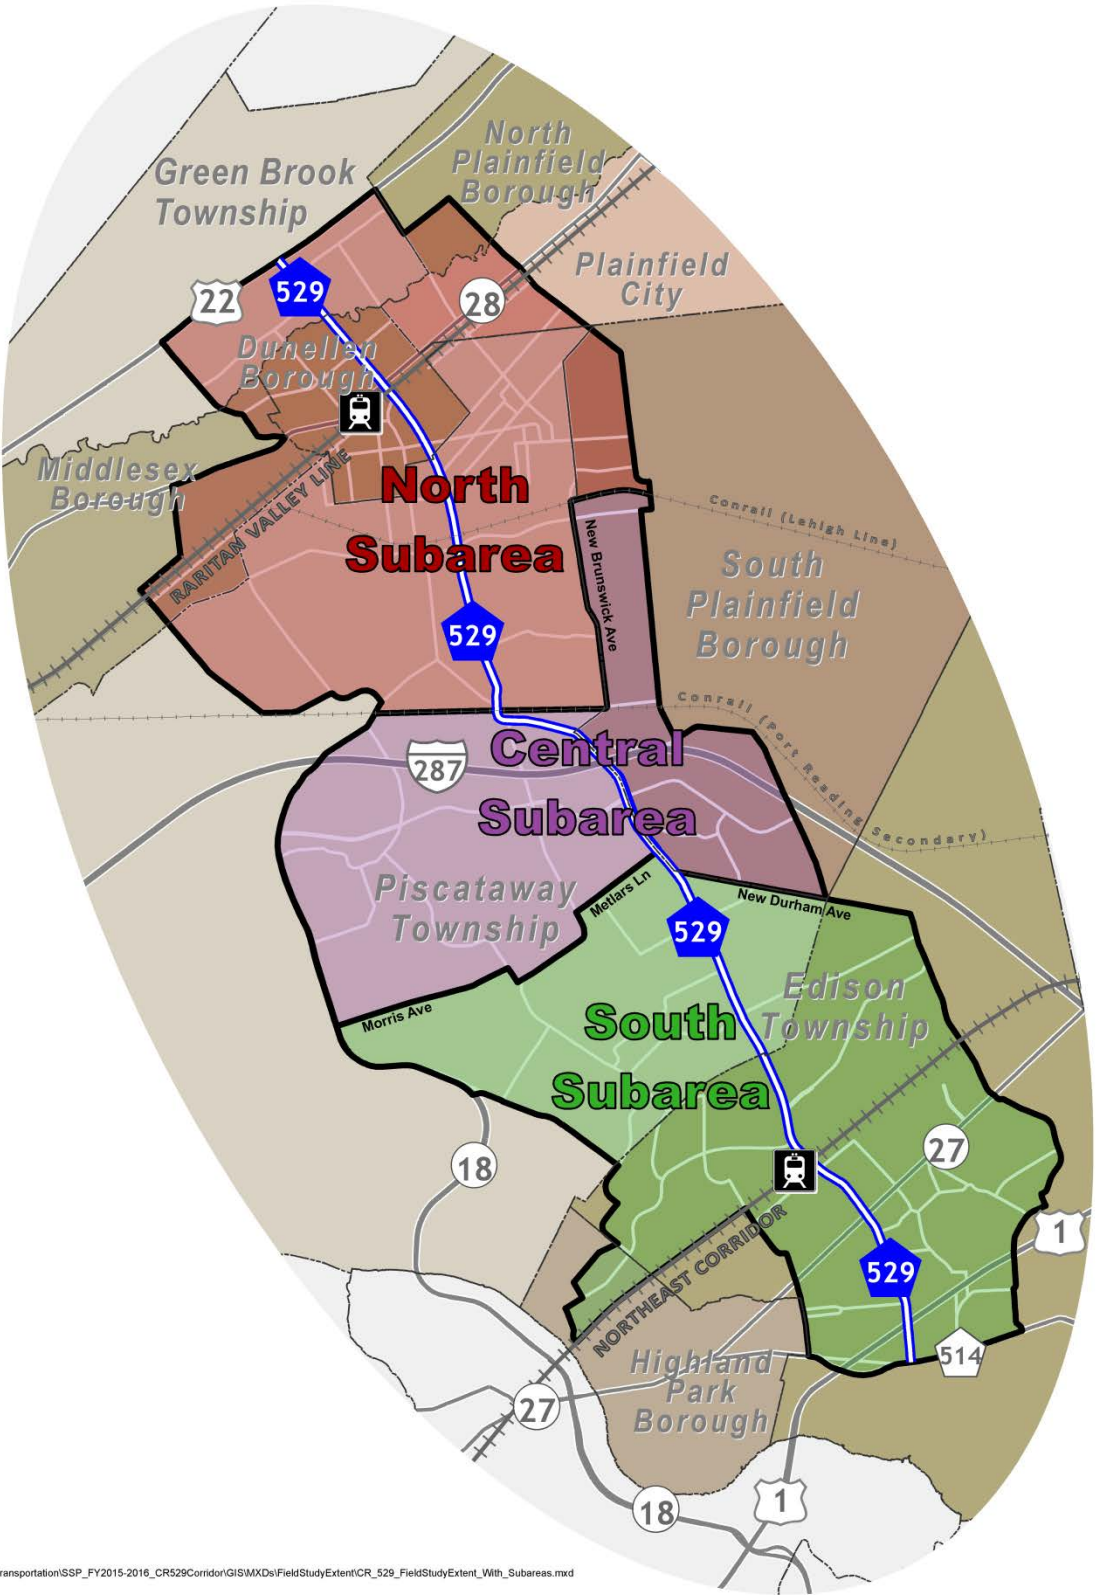 North
Plainfield
Borough
Green Brook
Township
Plainfield
City
22
529
28
Dunellen
Borough
Middlesex
Borough
RARITAN VALLEY LINE
North
Subarea
Conrail (Lehigh Line)
New Brunswick Ave
South
Plainfield
Borough
529
Conrail (Port Reading Secondary)
Central
Subarea
287
Piscataway
Township
Metlars Ln
New Durham Ave
529
Morris Ave
Edison
Township
South
Subarea
27
18
1
NORTHEAST CORRIDOR
529
514
Highland
Park
Borough
27
18
1
ransportation\SSP_FY2015-2016_CR529Corridor\GIS\MXDs\FieldStudyExtent\CR_529_FieldStudyExtent_With_Subareas.mxd